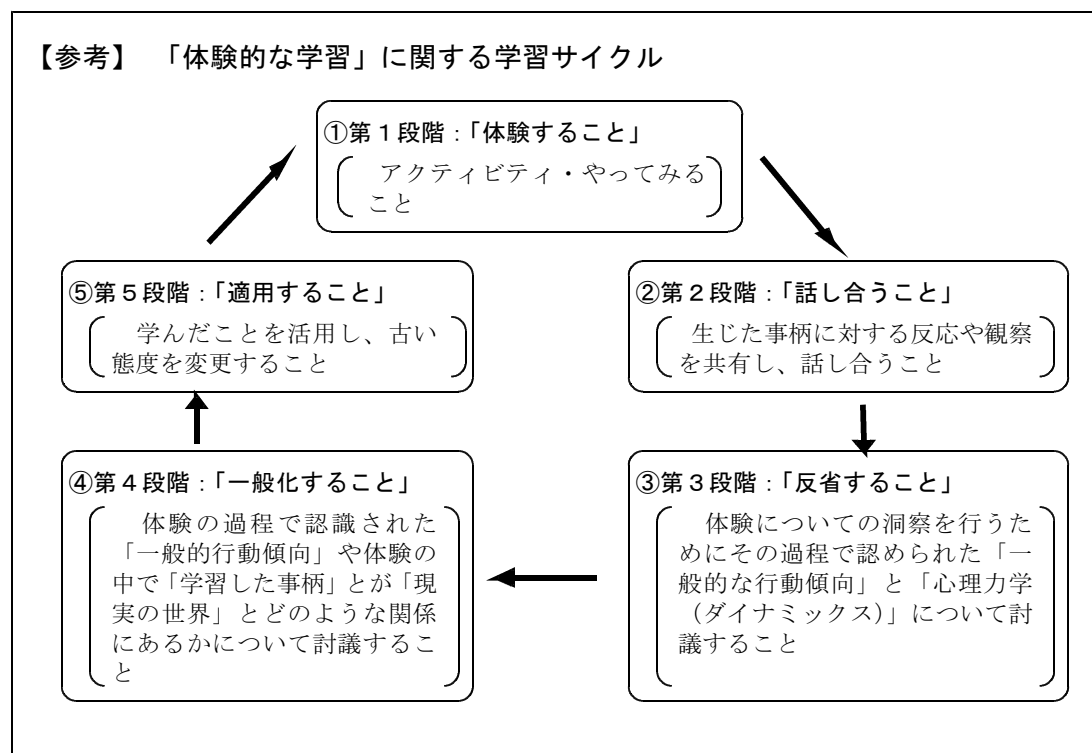 【参考】 「体験的な学習」に関する学習サイクル
①第1段階:「体験すること」
アクティビティ・やってみる
こと
②第2段階:「話し合うこと」
生じた事柄に対する反応や観察
を共有し、話し合うこと
③第3段階:「反省すること」
体験についての洞察を行うた
めにその過程で認められた「一
般的な行動傾向」と「心理力学
(ダイナミックス)」について討
議すること
④第4段階:「一般化すること」
体験の過程で認識された
「一般的行動傾向」や体験の
中で「学習した事柄」とが「現
実の世界」とどのような関係
にあるかについて討議するこ
と
⑤第5段階:「適用すること」
学んだことを活用し、古い
態度を変更すること